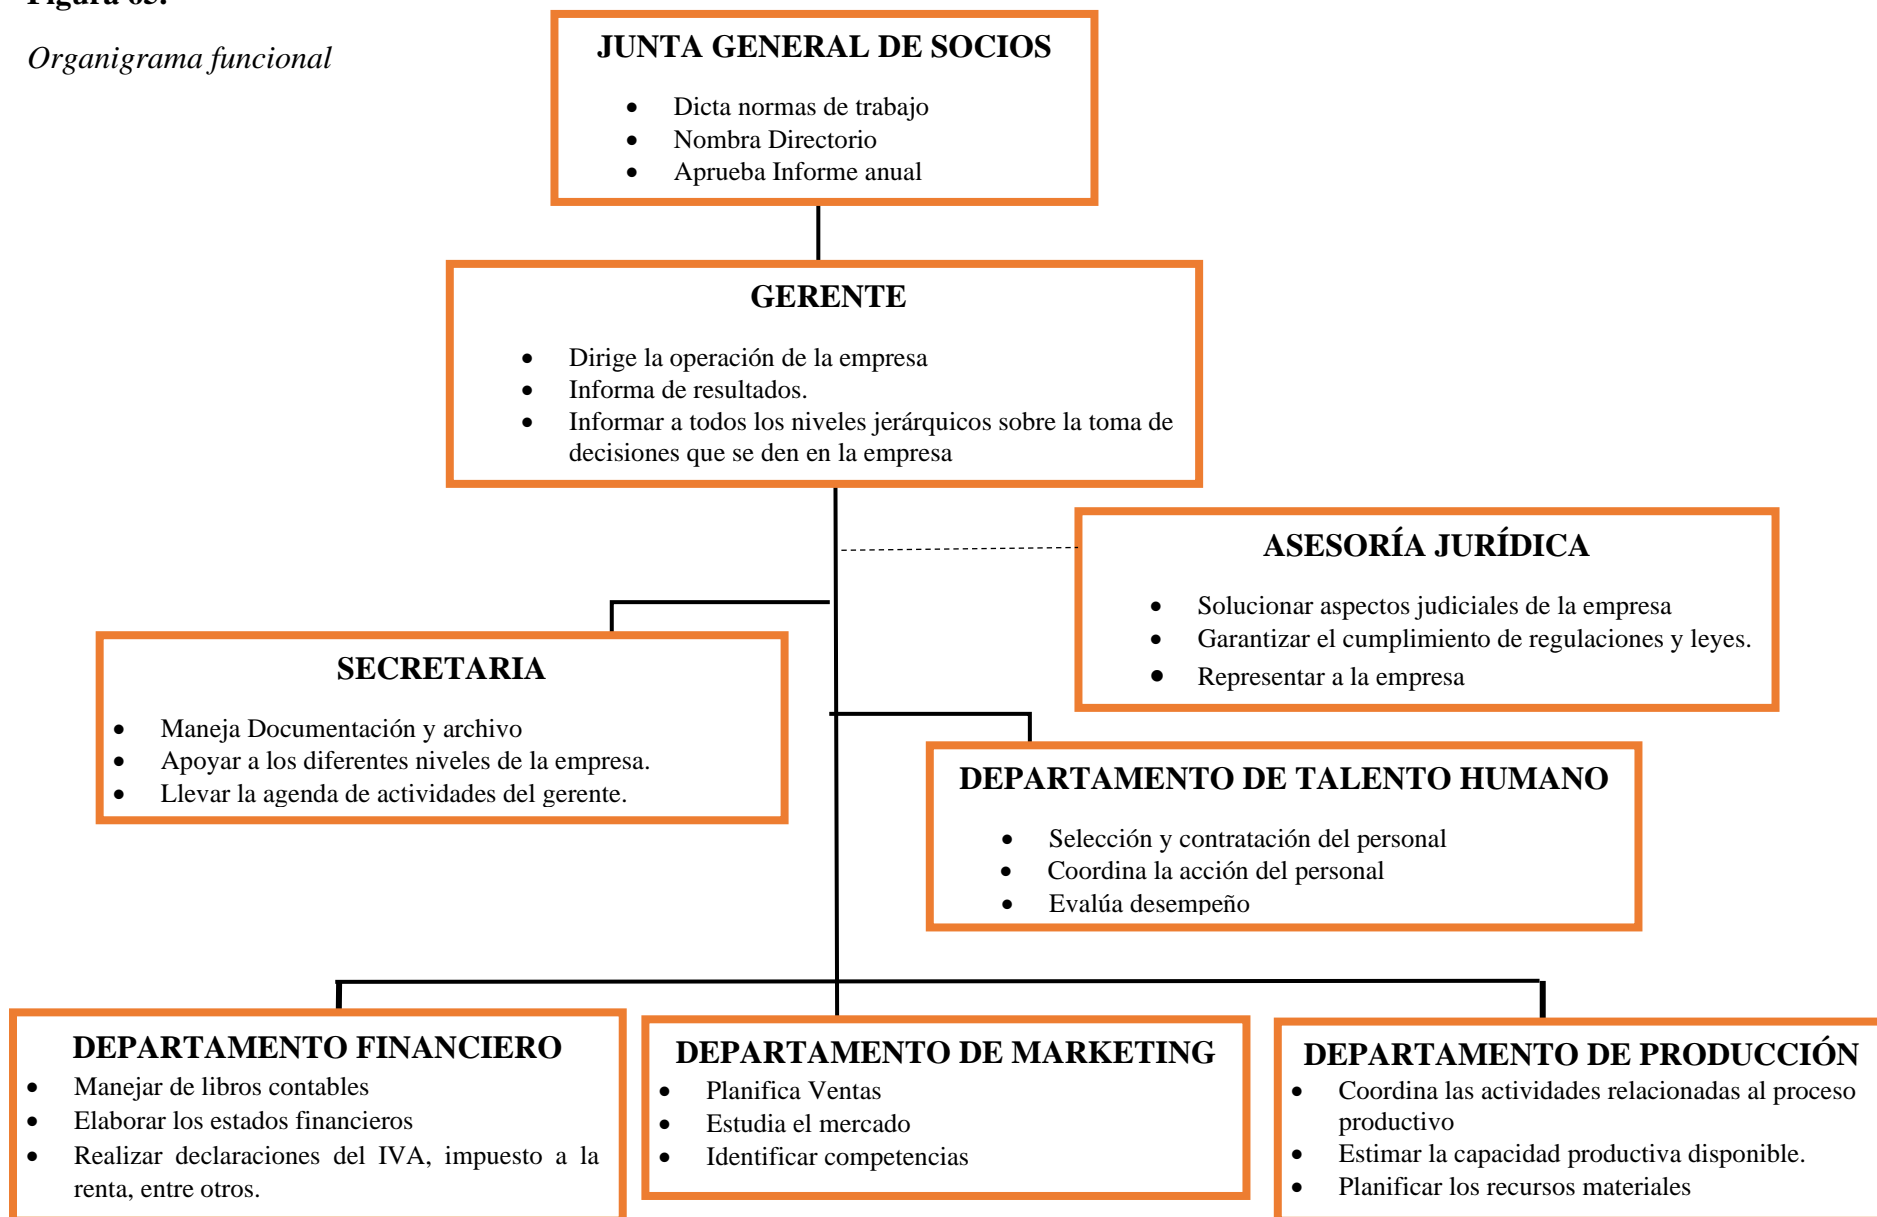 Organigrama funcional
JUNTA GENERAL DE SOCIOS
• Dicta normas de trabajo
• Nombra Directorio
• Aprueba Informe anual
GERENTE
• Dirige la operación de la empresa
• Informa de resultados.
• Informar a todos los niveles jerárquicos sobre la toma de
decisiones que se den en la empresa
ASESORÍA JURÍDICA
• Solucionar aspectos judiciales de la empresa
• Garantizar el cumplimiento de regulaciones y leyes.
• Representar a la empresa
SECRETARIA
• Maneja Documentación y archivo
• Apoyar a los diferentes niveles de la empresa.
• Llevar la agenda de actividades del gerente.
DEPARTAMENTO DE TALENTO HUMANO
• Selección y contratación del personal
• Coordina la acción del personal
• Evalúa desempeño
DEPARTAMENTO FINANCIERO
• Manejar de libros contables
• Elaborar los estados financieros
• Realizar declaraciones del IVA, impuesto a la
renta, entre otros.
DEPARTAMENTO DE MARKETING
• Planifica Ventas
• Estudia el mercado
• Identificar competencias
DEPARTAMENTO DE PRODUCCIÓN
• Coordina las actividades relacionadas al proceso
productivo
• Estimar la capacidad productiva disponible.
• Planificar los recursos materiales